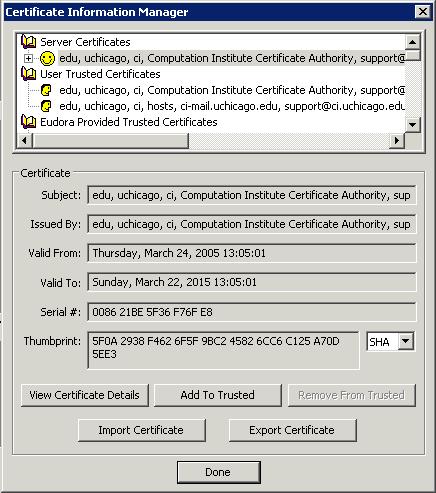 Certificate Information Manager
Server Certificates
edu, uchicago, ci, Computation Institute Certificate Authority, support@
User Trusted Certificates
edu, uchicago, ci, Computation Institute Certificate Authority, support@
edu, uchicago, ci, hosts, ci-mail.uchicago.edu, support@ci.uchicago.edu
Eudora Provided Trusted Certificates
Certificate
Subject: edu, uchicago, ci, Computation Institute Certificate Authority, sup
Issued By: edu, uchicago, ci, Computation Institute Certificate Authority, sup
Valid From: Thursday, March 24, 2005 13:05:01
Valid To: Sunday, March 22, 2015 13:05:01
Serial #: 0086 21BE 5F36 F76F E8
Thumbprint: 5F0A 2938 F462 6F5F 9BC2 4582 6CC6 C125 A70D SHA
5EE3
View Certificate Details Add To Trusted Remove From Trusted
Import Certificate Export Certificate
Done